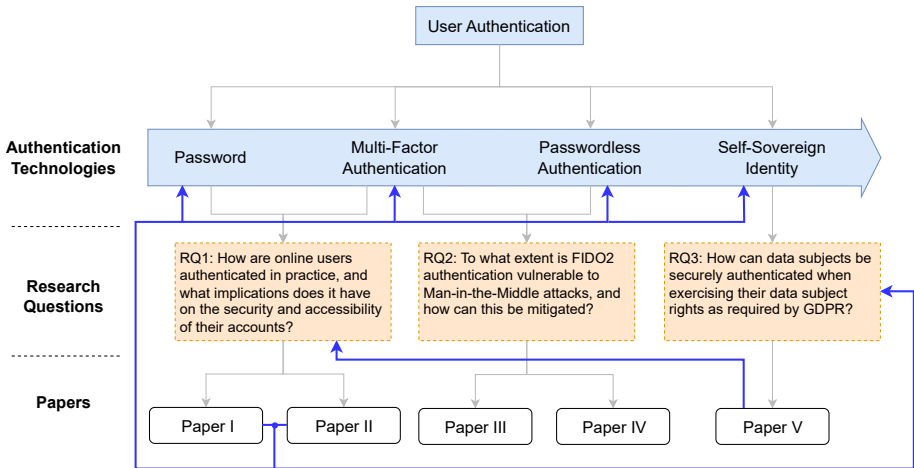 User Authentication
Authentication
Technologies
Password
Multi-Factor
Authentication
Passwordless
Authentication
Self-Sovereign
Identity
Research
Questions
RQ1: How are online users
authenticated in practice, and
what implications does it have
on the security and accessibility
of their accounts?
RQ2: To what extent is FIDO2
authentication vulnerable to
Man-in-the-Middle attacks, and
how can this be mitigated?
RQ3: How can data subjects be
securely authenticated when
exercising their data subject
rights as required by GDPR?
Papers
Paper I
Paper II
Paper III
Paper IV
Paper V